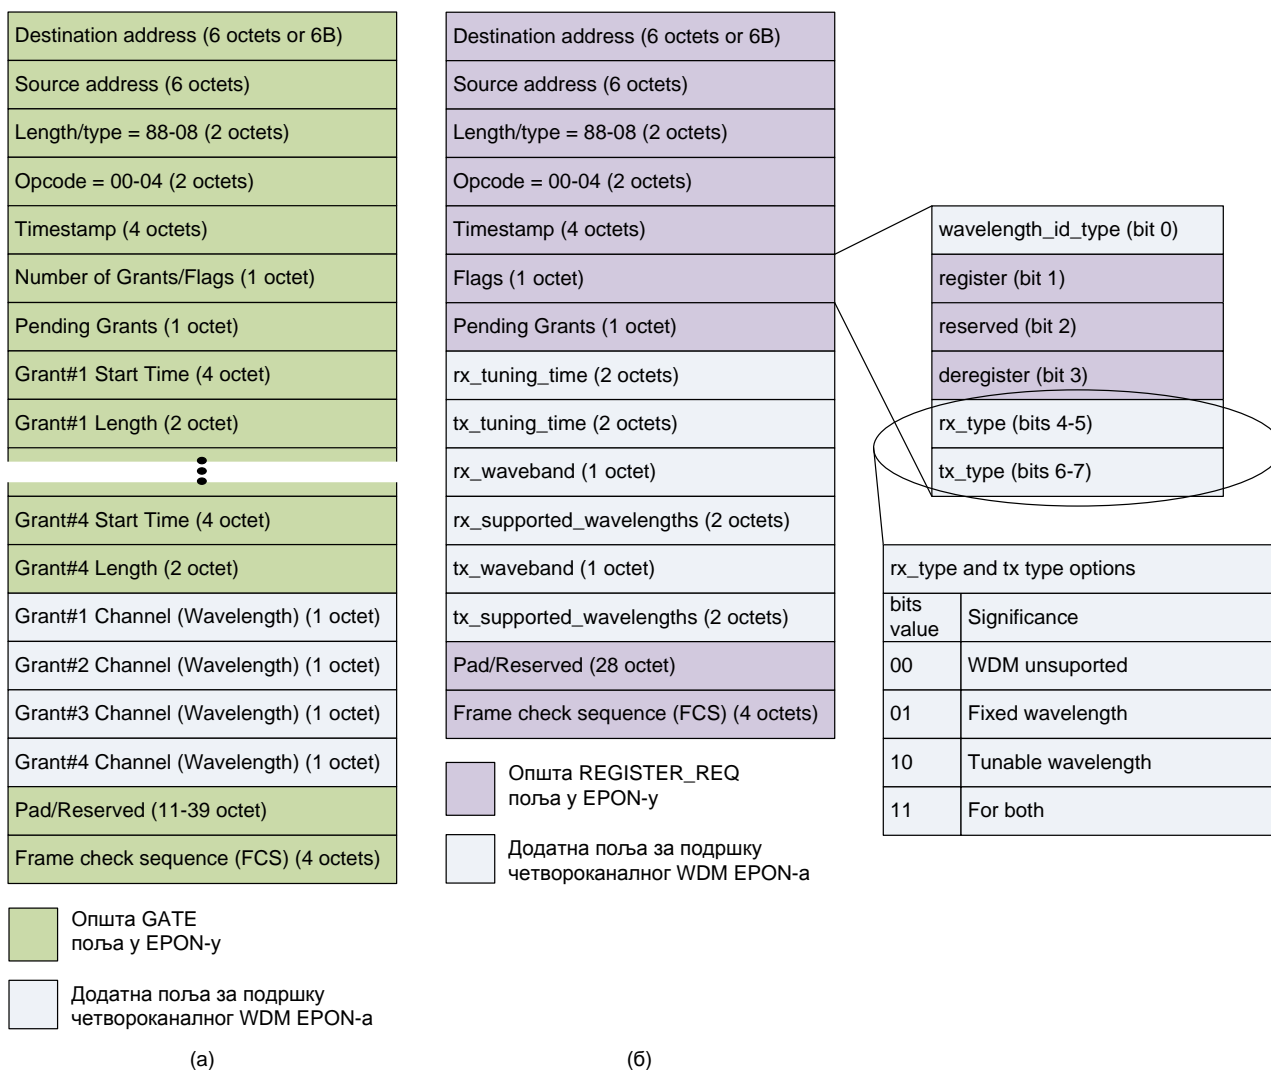 Destination address (6 octets or 6B)
Source address (6 octets)
Length/type = 88-08 (2 octets)
Opcode = 00-04 (2 octets)
Timestamp (4 octets)
Number of Grants/Flags (1 octet)
Pending Grants (1 octet)
Grant#1 Start Time (4 octet)
Grant#1 Length (2 octet)
Grant#4 Start Time (4 octet)
Grant#4 Length (2 octet)
Grant#1 Channel (Wavelength) (1 octet)
Grant#2 Channel (Wavelength) (1 octet)
Grant#3 Channel (Wavelength) (1 octet)
Grant#4 Channel (Wavelength) (1 octet)
Pad/Reserved (11-39 octet)
Frame check sequence (FCS) (4 octets)
Општа GATE
поља у EPON-у
Додатна поља за подршку
четвороканалног WDM EPON-а
(а)
Destination address (6 octets or 6B)
Source address (6 octets)
Length/type = 88-08 (2 octets)
Opcode = 00-04 (2 octets)
Timestamp (4 octets)
Flags (1 octet)
Pending Grants (1 octet)
rx_tuning_time (2 octets)
tx_tuning_time (2 octets)
rx_waveband (1 octet)
rx_supported_wavelengths (2 octets)
tx_waveband (1 octet)
tx_supported_wavelengths (2 octets)
Pad/Reserved (28 octet)
Frame check sequence (FCS) (4 octets)
Општа REGISTER_REQ
поља у EPON-у
Додатна поља за подршку
четвороканалног WDM EPON-а
(б)
wavelength_id_type (bit 0)
register (bit 1)
reserved (bit 2)
deregister (bit 3)
rx_type (bits 4-5)
tx_type (bits 6-7)
rx_type and tx type options
bits
value
Significance
00 WDM unsuported
01 Fixed wavelength
10 Tunable wavelength
11 For both